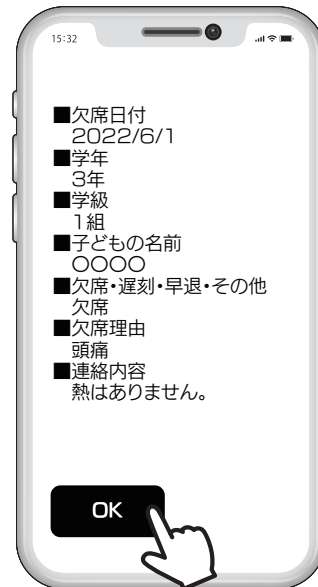 15:32
■欠席日付
2022/6/1
■学年
3年
■学級
1組
■子どもの名前
〇〇〇〇
■欠席・遅刻・早退・その他
欠席
■欠席理由
頭痛
■連絡内容
熱はありません。
OK